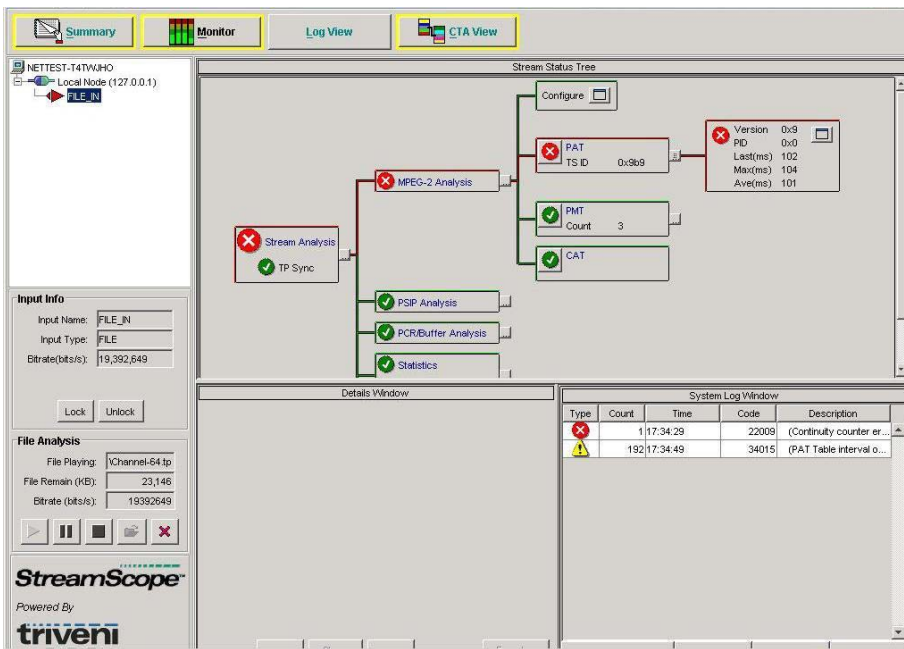 Summary
Monitor
Log View
CTA View
NETTEST-T4TWJHO
Local Node (127.0.0.1)
FILE_IN
Stream Status Tree
Configure
PAT
TS ID 0x9b9
Version 0x9
PID 0x0
Last(ms) 102
Max(ms) 104
Ave(ms) 101
MPEG-2 Analysis
PMT
Count 3
CAT
Stream Analysis
TP Sync
PSIP Analysis
PCR/Buffer Analysis
Statistics
Input Info
Input Name: FILE_IN
Input Type: FILE
Bitrate(bits/s): 19,392,649
Lock Unlock
File Analysis
File Playing: \Channel-64.tp
File Remain (KB): 23,146
Bitrate (bits/s): 19392649
StreamScope™
Powered By
triveni
Details Window
System Log Window
Type Count Time Code Description
1 17:34:29 22009 (Continuity counter er...
192 17:34:49 34015 (PAT Table interval o...